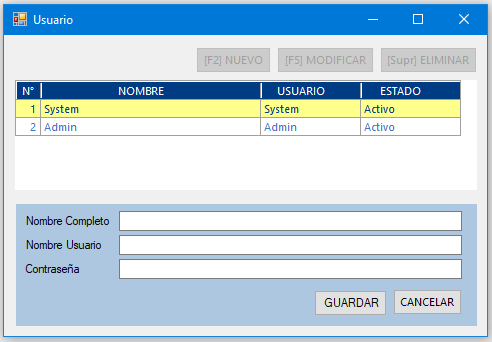 Usuario
[F2] NUEVO [F5] MODIFICAR [Supr] ELIMINAR
N° NOMBRE USUARIO ESTADO
1 System System Activo
2 Admin Admin Activo
Nombre Completo
Nombre Usuario
Contraseña
GUARDAR CANCELAR